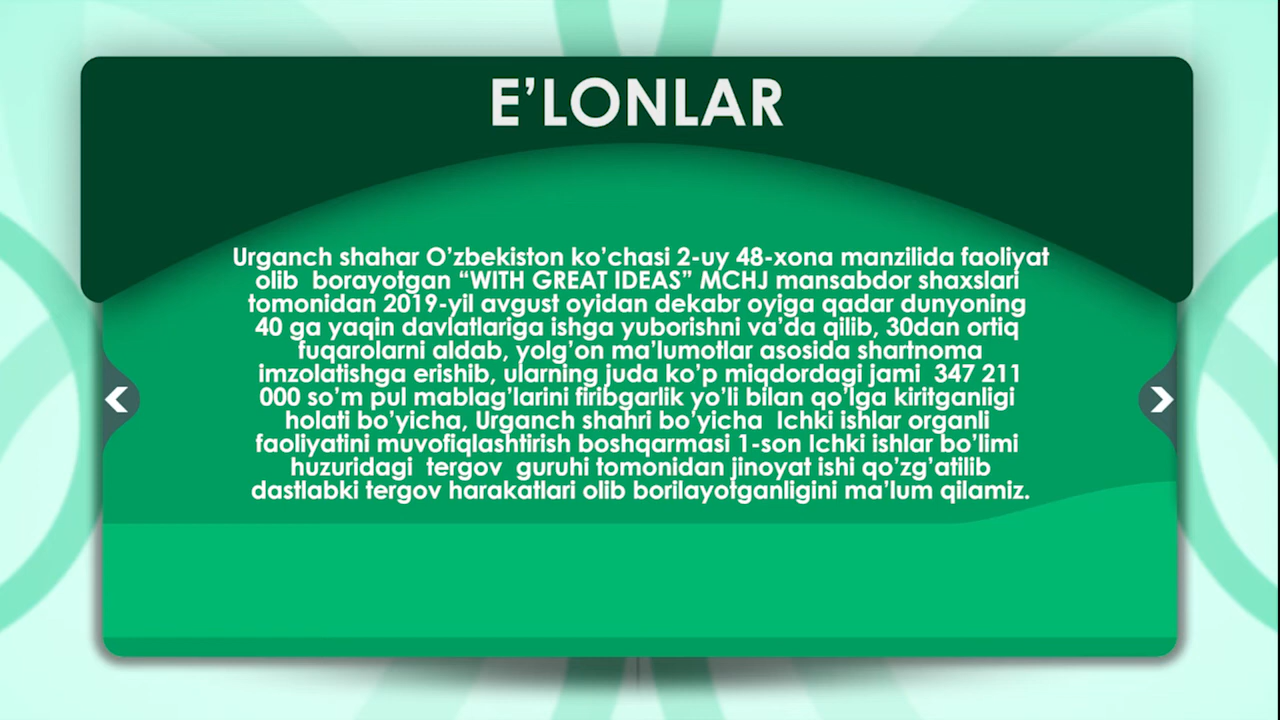 E’LONLAR
Urganch shahar O’zbekiston ko’chasi 2-uy 48-xona manzilida faoliyat
olib borayotgan “WITH GREAT IDEAS” MCHJ mansabdor shaxslari
tomonidan 2019-yil avgust oyidan dekabr oyiga qadar dunyoning
40 ga yaqin davlatlariga ishga yuborishni va’da qilib, 30dan ortiq
fuqarolarni aldab, yolg’on ma’lumotlar asosida shartnoma
imzolatishga erishib, ularning juda ko’p miqdordagi jami 347 211
000 so’m pul mablag’larini firibgarlik yo’li bilan qo’lga kiritganligi
holati bo’yicha, Urganch shahri bo’yicha Ichki ishlar organli
faoliyatini muvofiqlashtirish boshqarmasi 1-son Ichki ishlar bo’limi
huzuridagi tergov guruhi tomonidan jinoyat ishi qo’zg’atilib
dastlabki tergov harakatlari olib borilayotganligini ma’lum qilamiz.